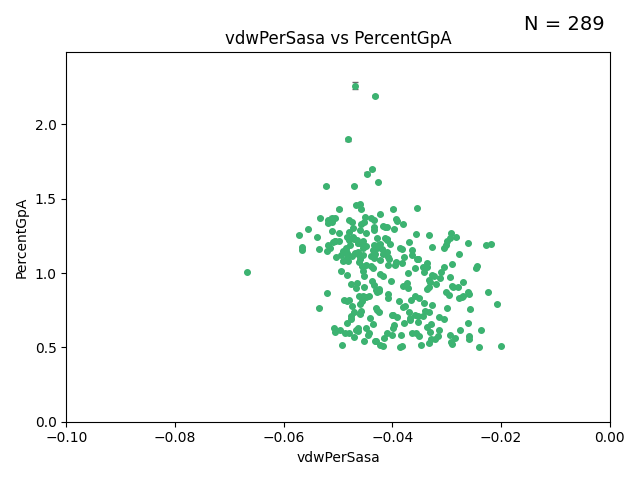 N = 289
vdwPerSasa vs PercentGpA
PercentGpA
2.0
1.5
1.0
0.5
0.0
−0.10 −0.08 −0.06 −0.04 −0.02 0.00
vdwPerSasa